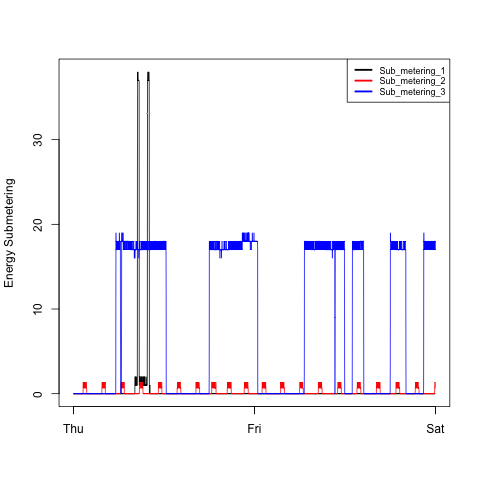 Sub_metering_1
Sub_metering_2
Sub_metering_3
Energy Submetering
30
20
10
0
Thu Fri Sat